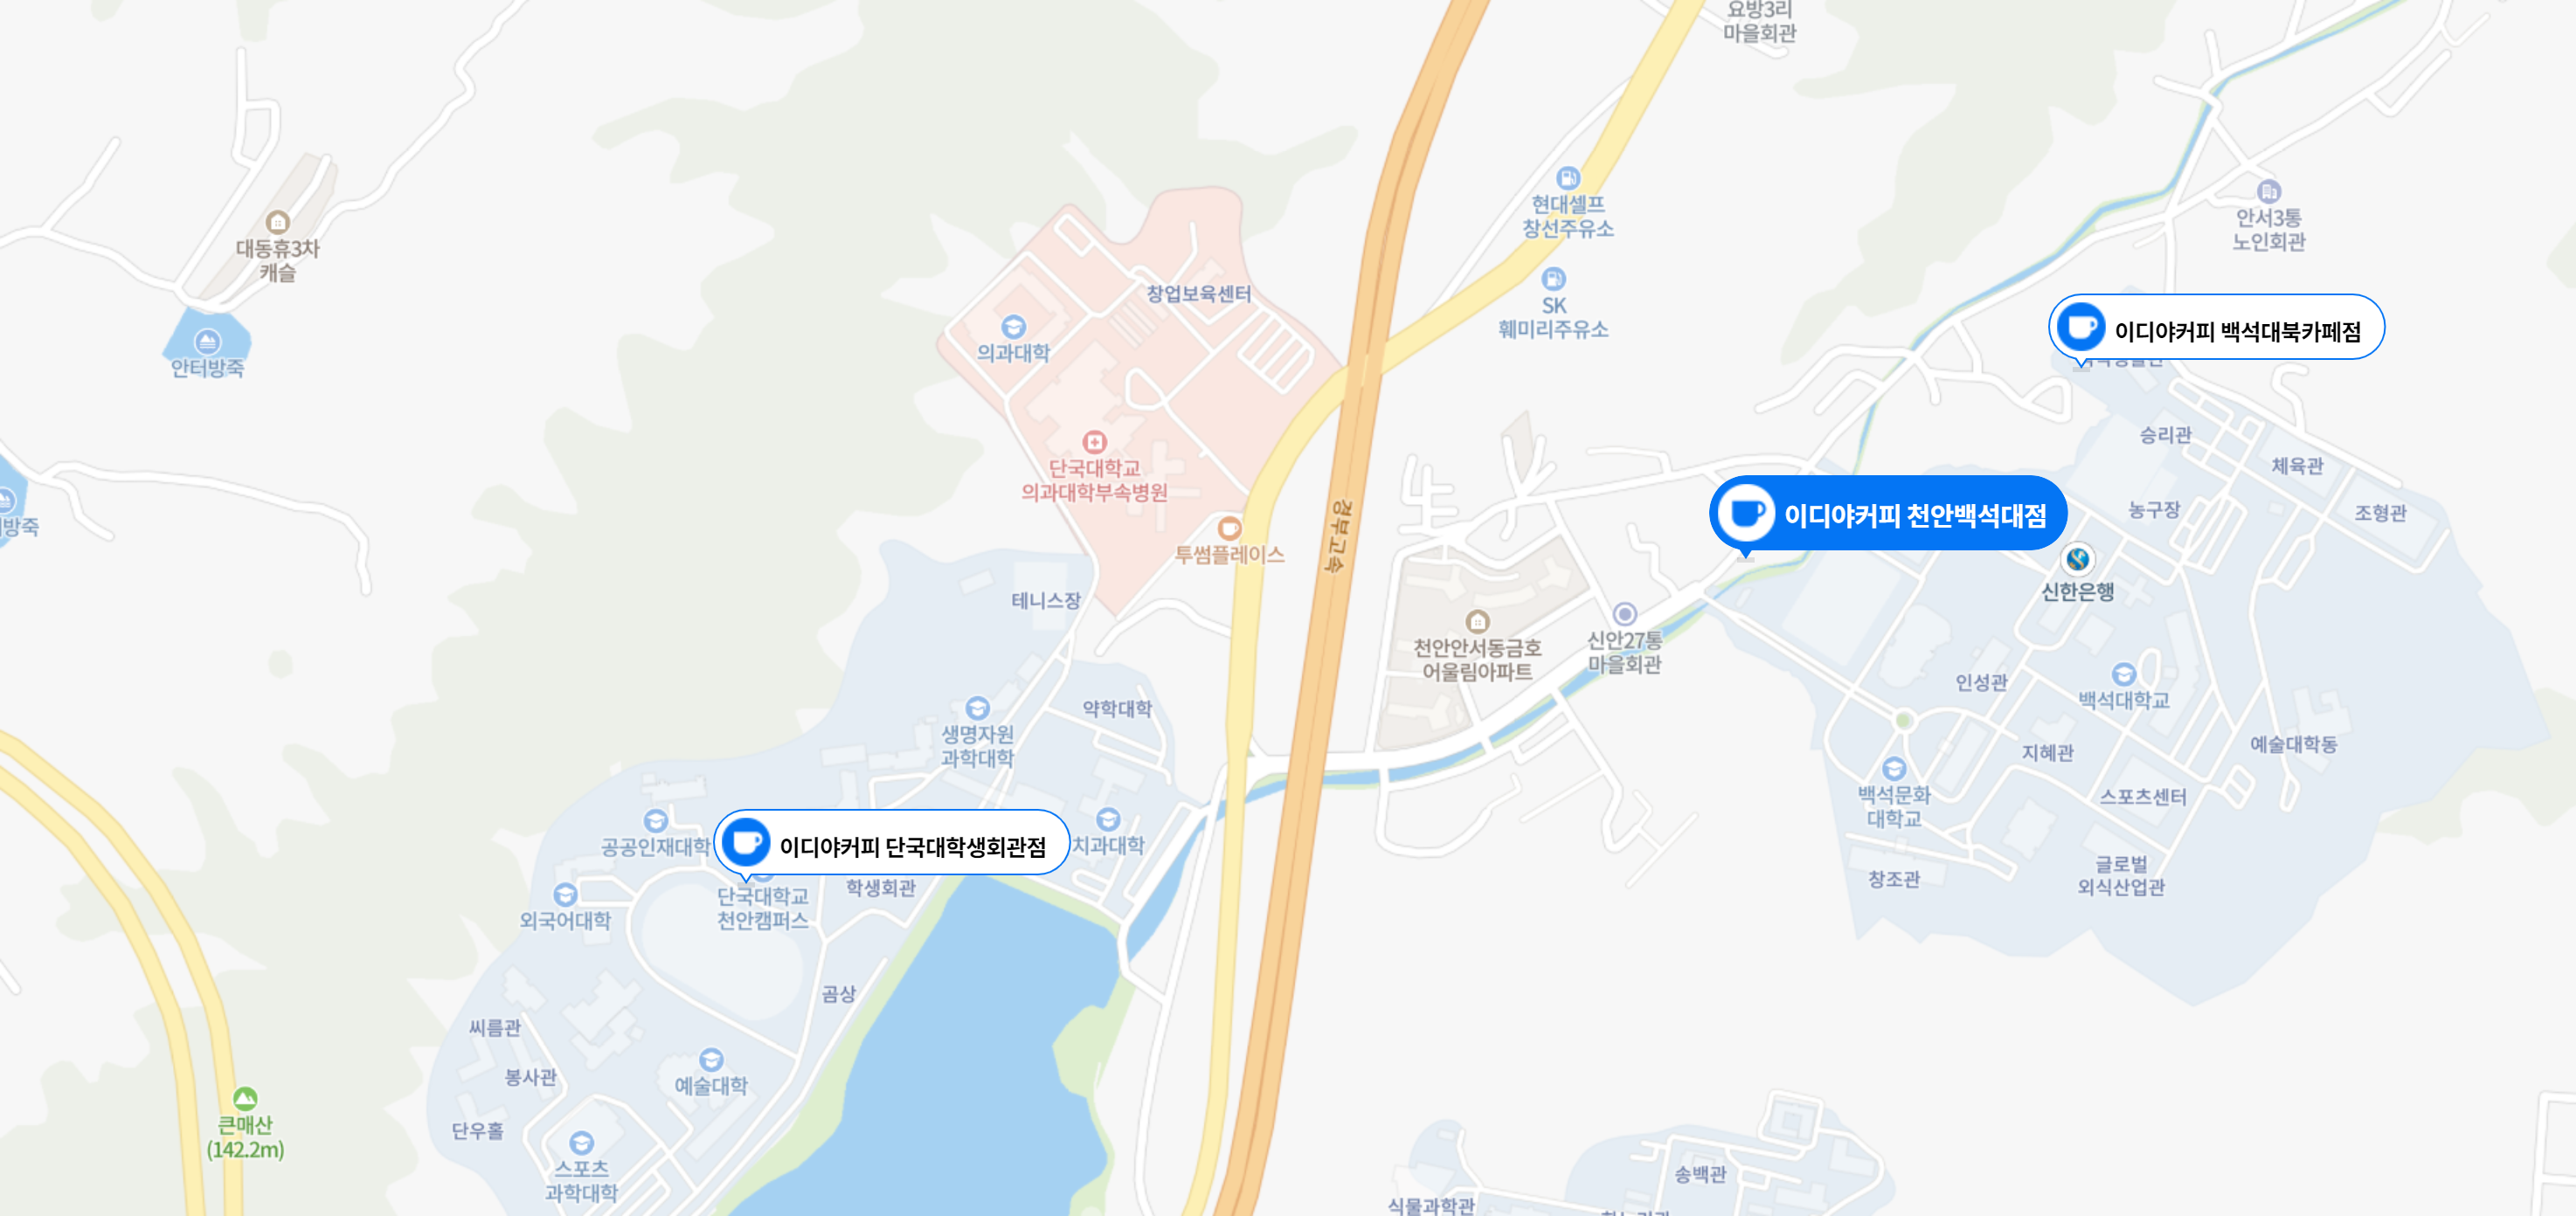 요방3리
마을회관
현대셀프
창선주유소
안서3통
노인회관
대동휴3차
캐슬
창업보육센터
SK
훼미리주유소
이디야커피 백석대북카페점
의과대학
안터방죽
승리관
체육관
단국대학교
의과대학부속병원
농구장
조형관
이디야커피 천안백석대점
방죽
경부고속
투썸플레이스
신한은행
테니스장
천안안서동금호
어울림아파트
신안27통
마을회관
인성관
백석대학교
약학대학
생명자원
과학대학
지혜관
예술대학동
백석문화
대학교
스포츠센터
공공인재대학
이디야커피 단국대학생회관점
치과대학
글로벌
외식산업관
창조관
학생회관
단국대학교
천안캠퍼스
외국어대학
곰상
씨름관
봉사관
예술대학
큰매산
(142.2m)
단우홀
스포츠
과학대학
송백관
식물과학관